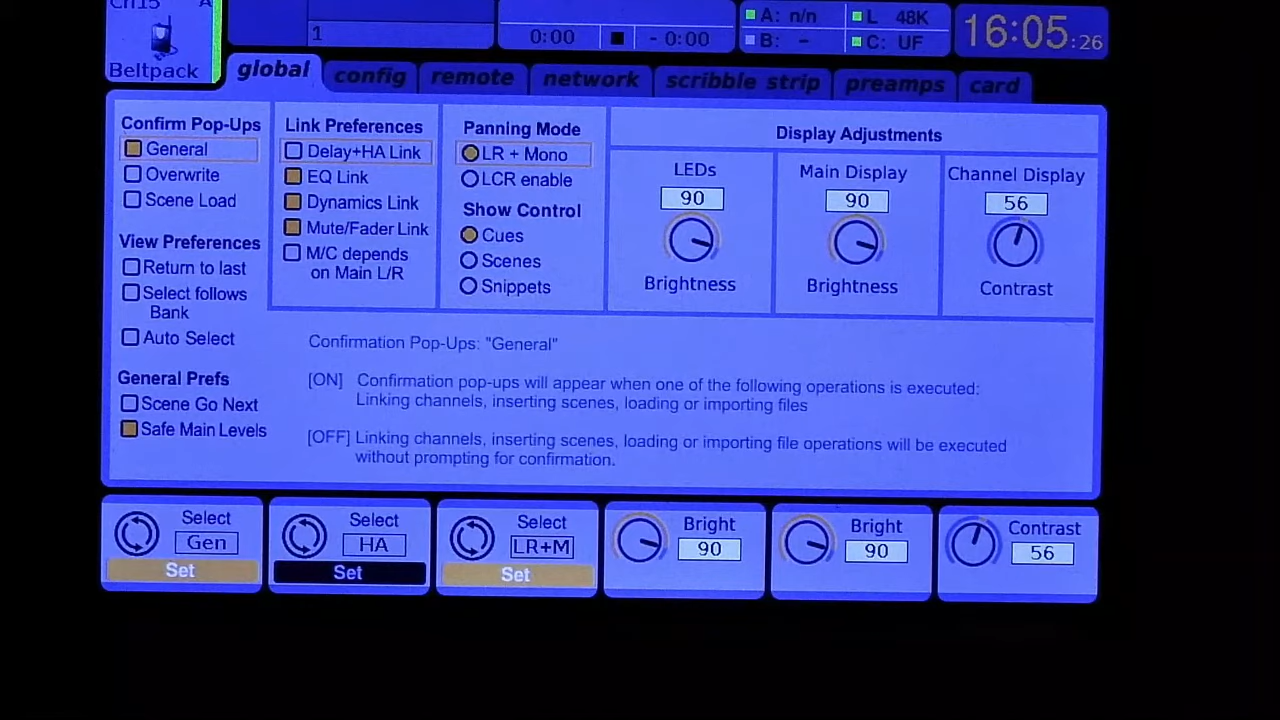 Ch15 A
Beltpack
1
0:00 - 0:00
A: n/n
B: -
L 48K
C: UF
16:05:26
global config remote network scribble strip preamps card
Confirm Pop-Ups
General
Overwrite
Scene Load
View Preferences
Return to last
Select follows
Bank
Auto Select
General Prefs
Scene Go Next
Safe Main Levels
Link Preferences
Delay+HA Link
EQ Link
Dynamics Link
Mute/Fader Link
M/C depends
on Main L/R
Panning Mode
LR + Mono
LCR enable
Show Control
Cues
Scenes
Snippets
Display Adjustments
LEDs
90
Brightness
Main Display
90
Brightness
Channel Display
56
Contrast
Confirmation Pop-Ups: "General"
[ON] Confirmation pop-ups will appear when one of the following operations is executed:
Linking channels, inserting scenes, loading or importing files
[OFF] Linking channels, inserting scenes, loading or importing file operations will be executed
without prompting for confirmation.
Select
Gen
Set
Select
HA
Set
Select
LR+M
Set
Bright
90
Bright
90
Contrast
56